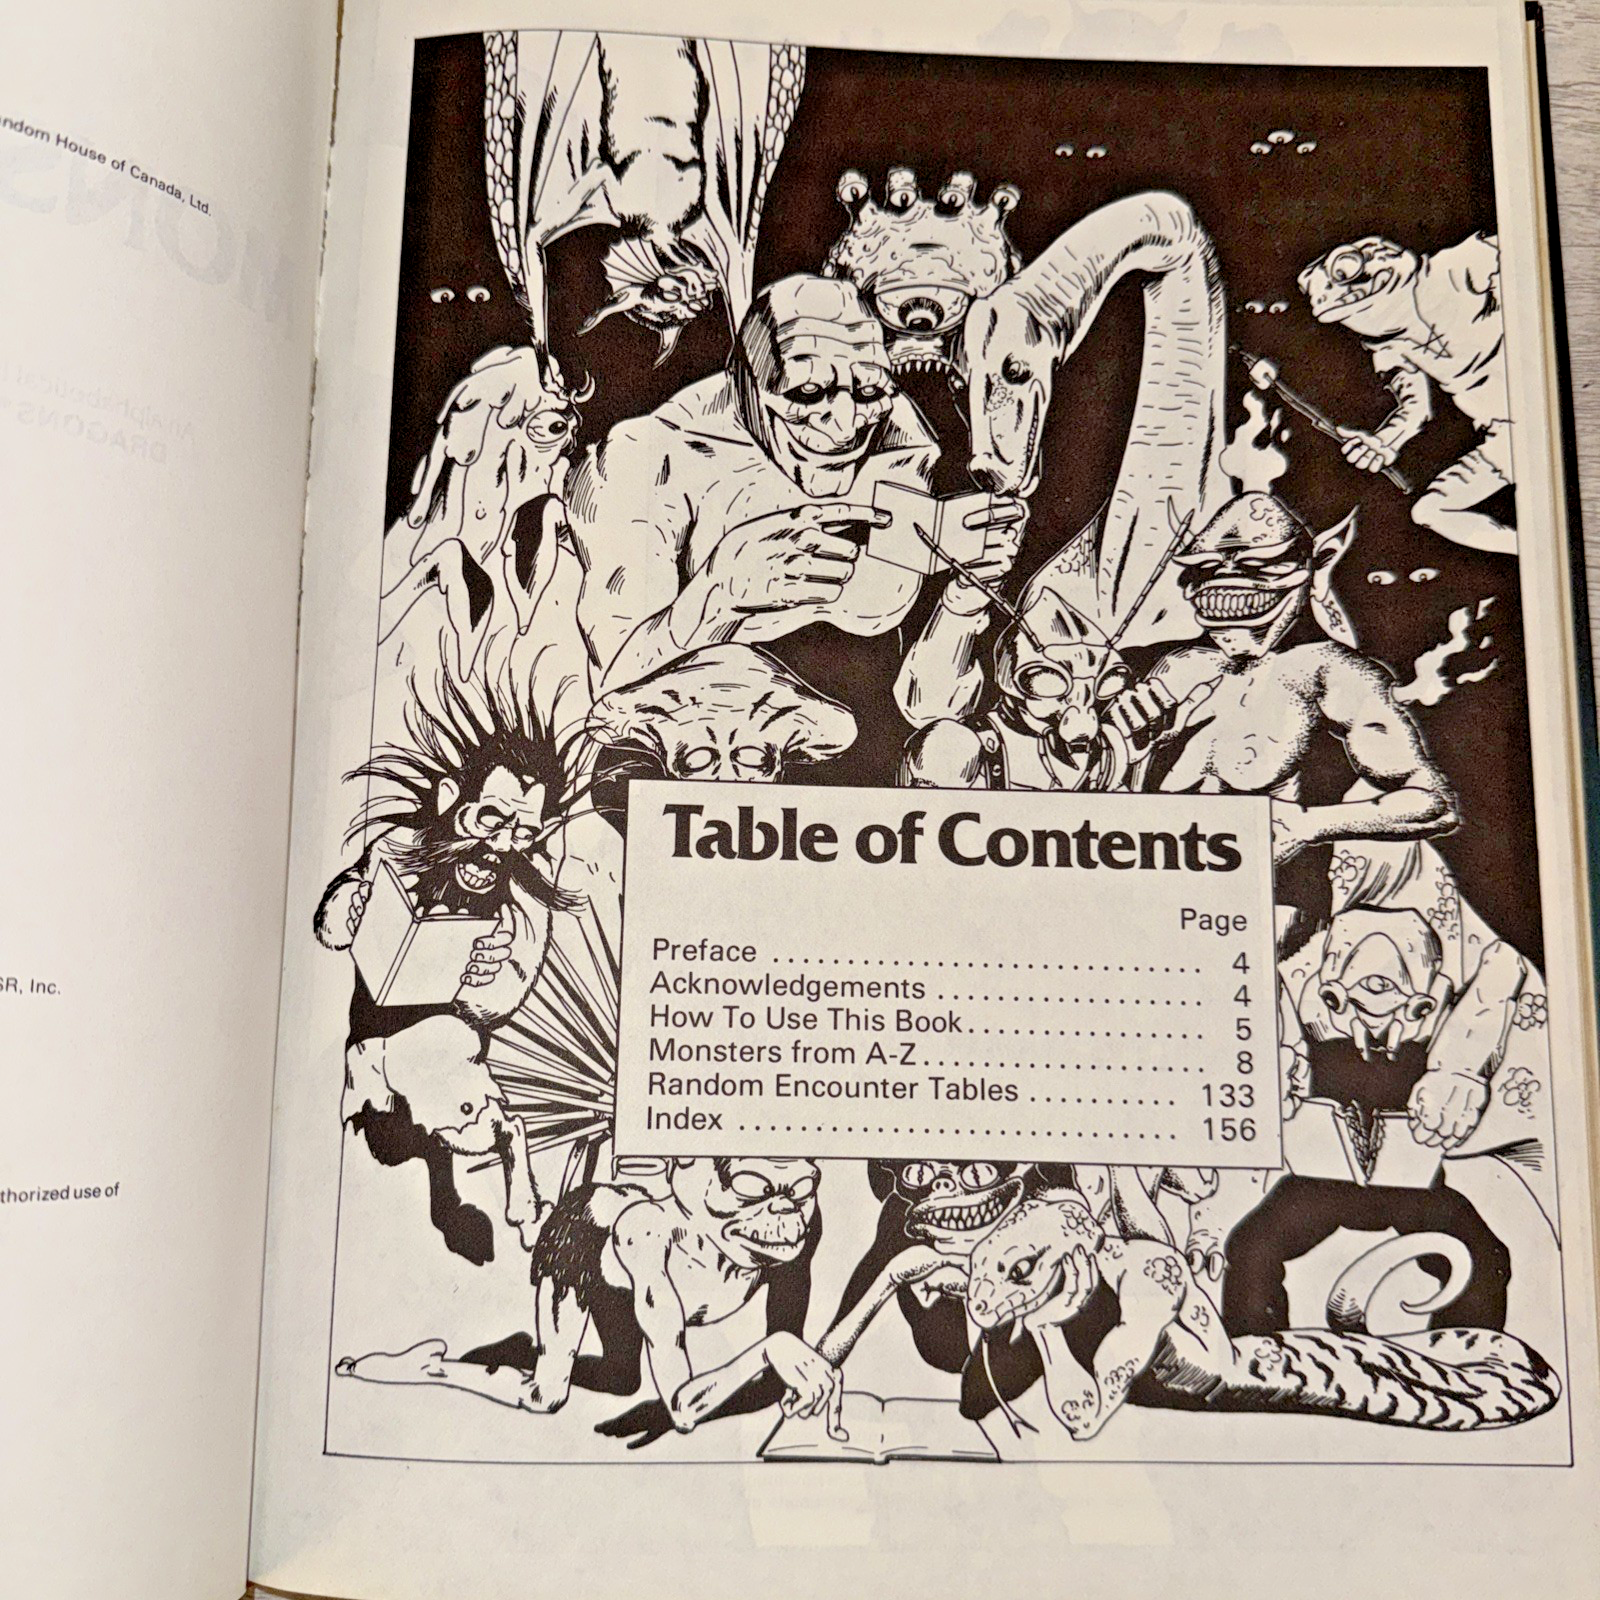 ndom House of Canada, Ltd.
SR, Inc.
thorized use of
Table of Contents
Page
Preface .............................. 4
Acknowledgements .................... 4
How To Use This Book.................. 5
Monsters from A-Z..................... 8
Random Encounter Tables .......... 133
Index .............................. 156